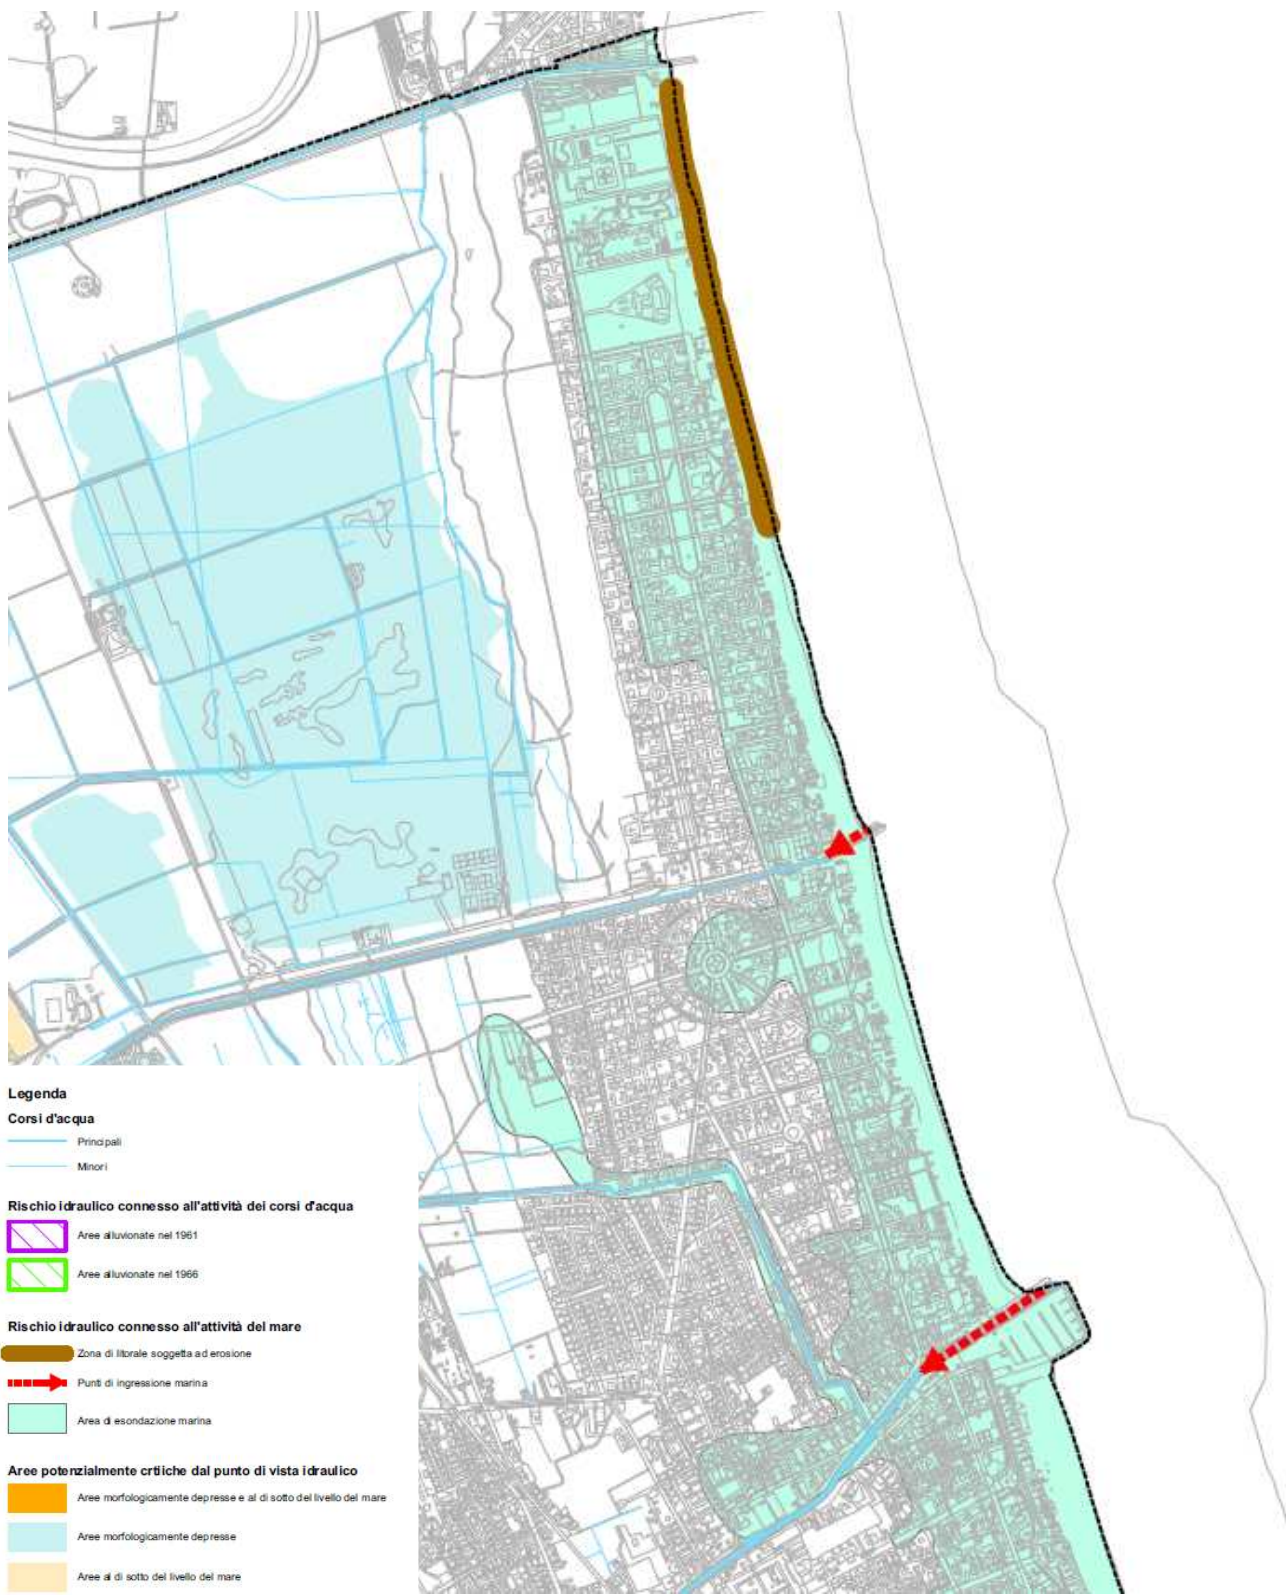 Legenda
Corsi d'acqua
Principali
Minori
Rischio idraulico connesso all'attività dei corsi d'acqua
Aree alluvionate nel 1961
Aree alluvionate nel 1966
Rischio idraulico connesso all'attività del mare
Zona di litorale soggetta ad erosione
Punti di ingressione marina
Area di esondazione marina
Aree potenzialmente crtiiche dal punto di vista idraulico
Aree morfologicamente depresse e al di sotto del livello del mare
Aree morfologicamente depresse
Aree al di sotto del livello del mare